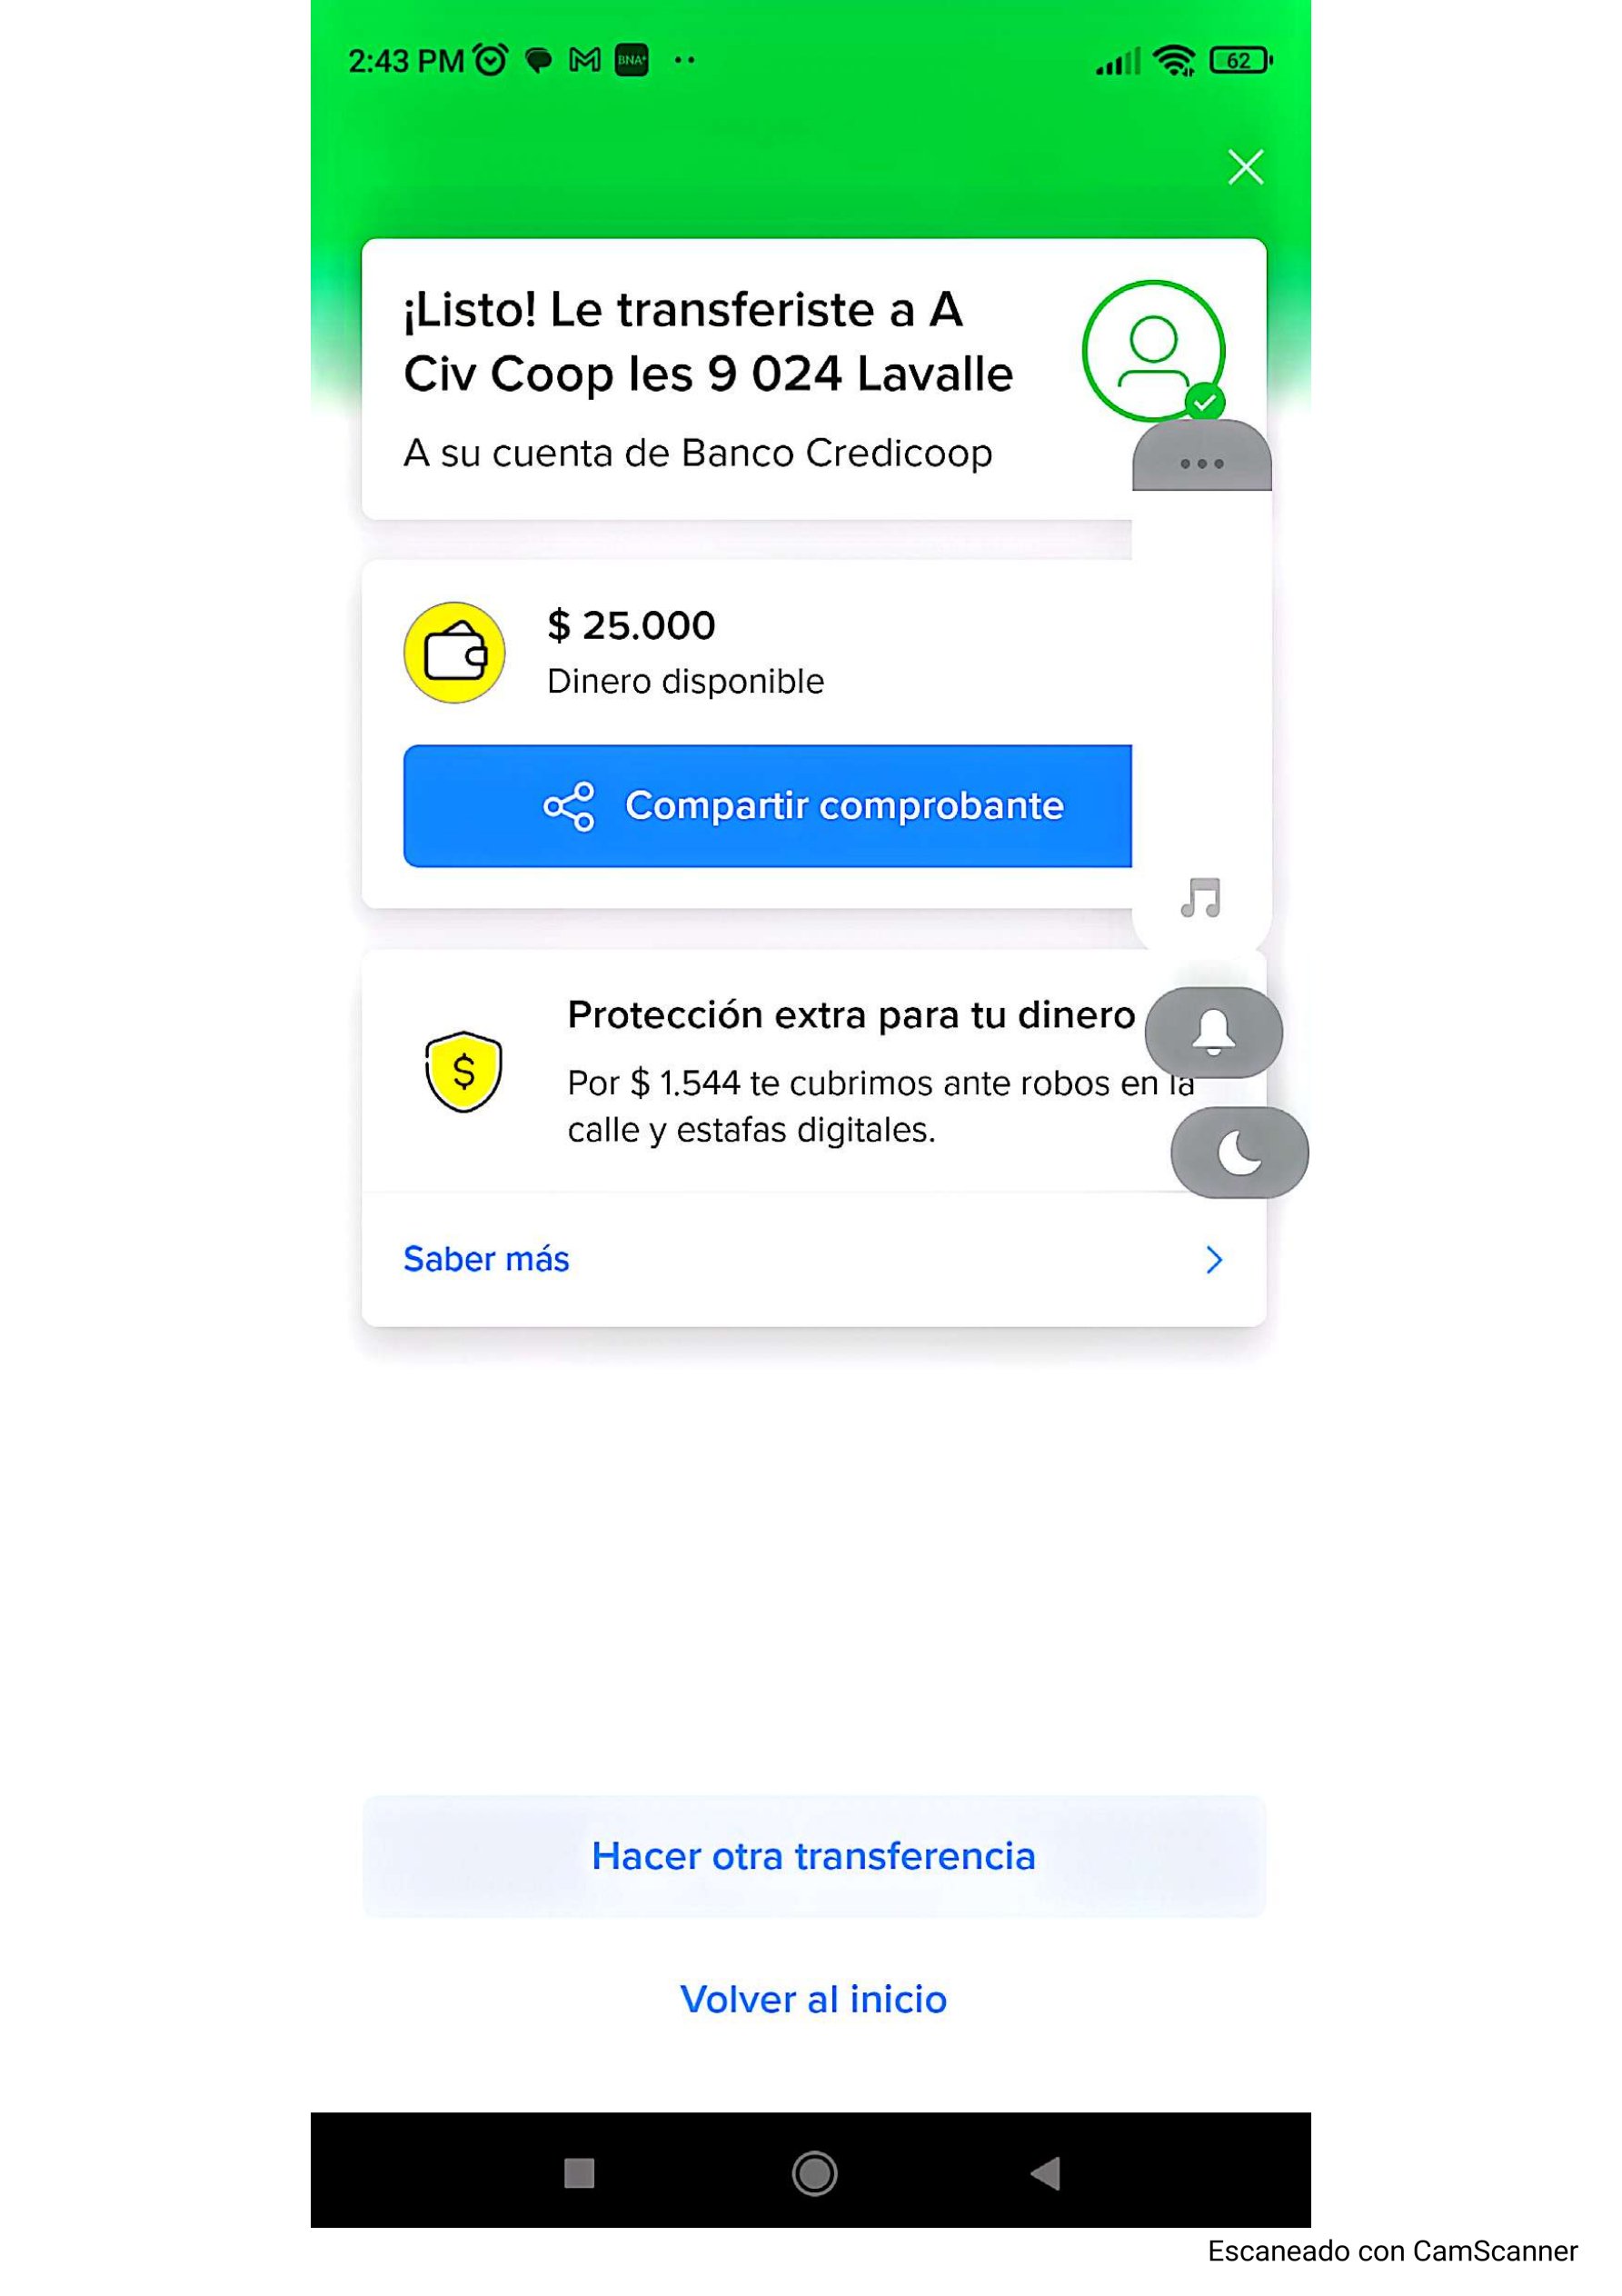 2:43 PM BNA+ 62
¡Listo! Le transferiste a A
Civ Coop Ies 9 024 Lavalle
A su cuenta de Banco Credicoop
$ 25.000
Dinero disponible
Compartir comprobante
Protección extra para tu dinero
Por $ 1.544 te cubrimos ante robos en la
calle y estafas digitales.
Saber más
Hacer otra transferencia
Volver al inicio
Escaneado con CamScanner